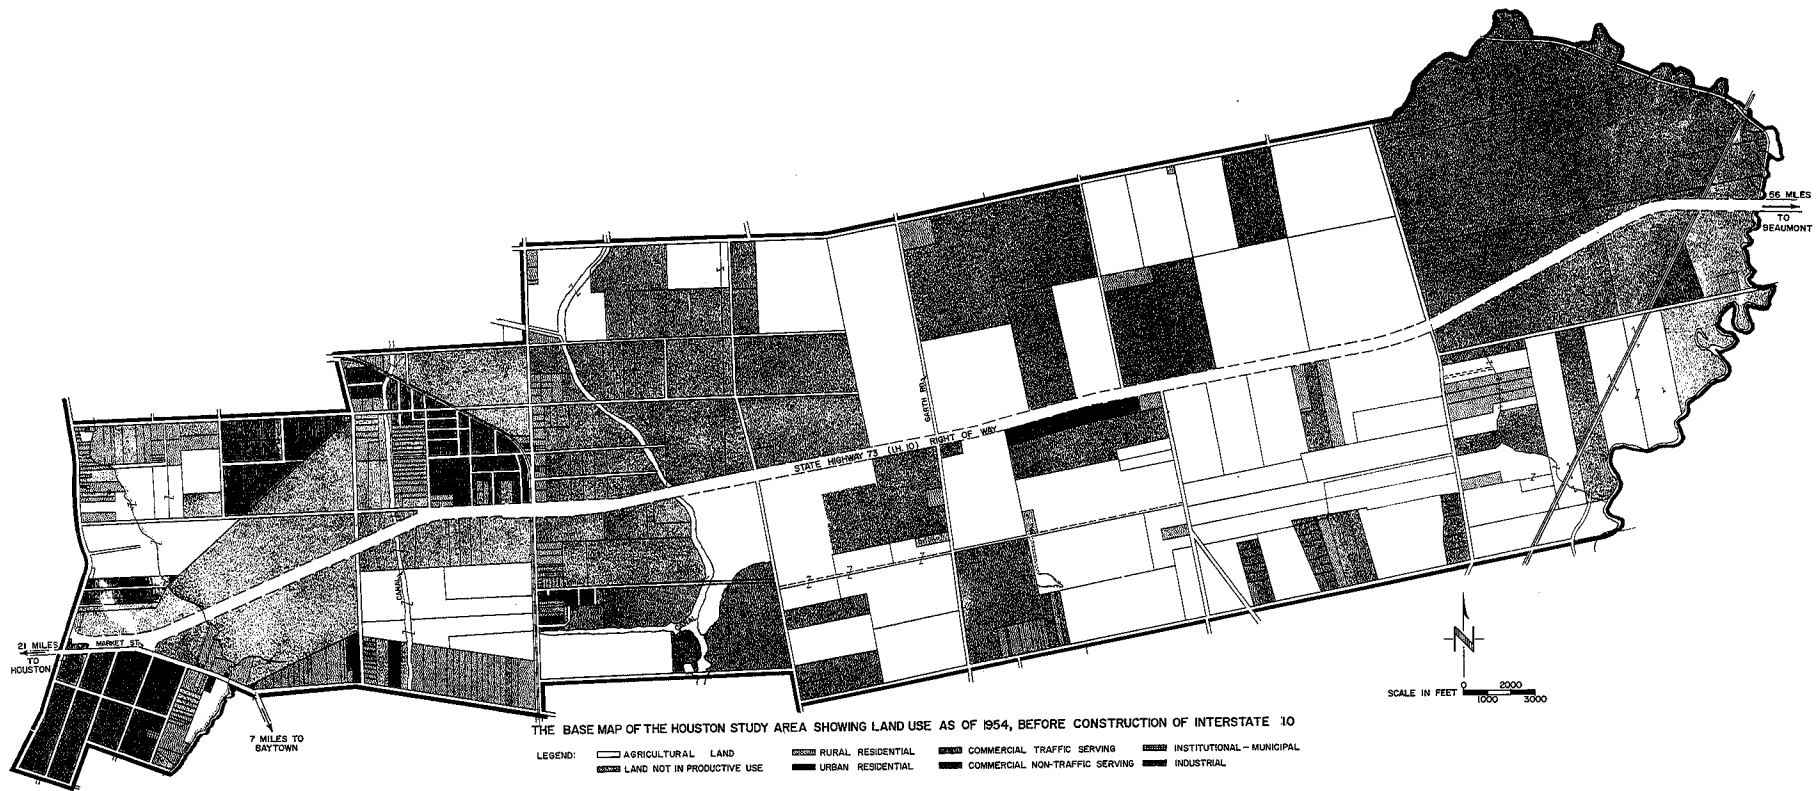 56 MILES
TO
BEAUMONT
GARTH RD.
STATE HIGHWAY 73 (I.H. 10) RIGHT OF WAY
CANAL
21 MILES
TO
HOUSTON
MARKET ST.
7 MILES TO
BAYTOWN
N
SCALE IN FEET
0 2000
1000 3000
THE BASE MAP OF THE HOUSTON STUDY AREA SHOWING LAND USE AS OF 1954, BEFORE CONSTRUCTION OF INTERSTATE 10
LEGEND: AGRICULTURAL LAND RURAL RESIDENTIAL COMMERCIAL TRAFFIC SERVING INSTITUTIONAL-MUNICIPAL
LAND NOT IN PRODUCTIVE USE URBAN RESIDENTIAL COMMERCIAL NON-TRAFFIC SERVING INDUSTRIAL